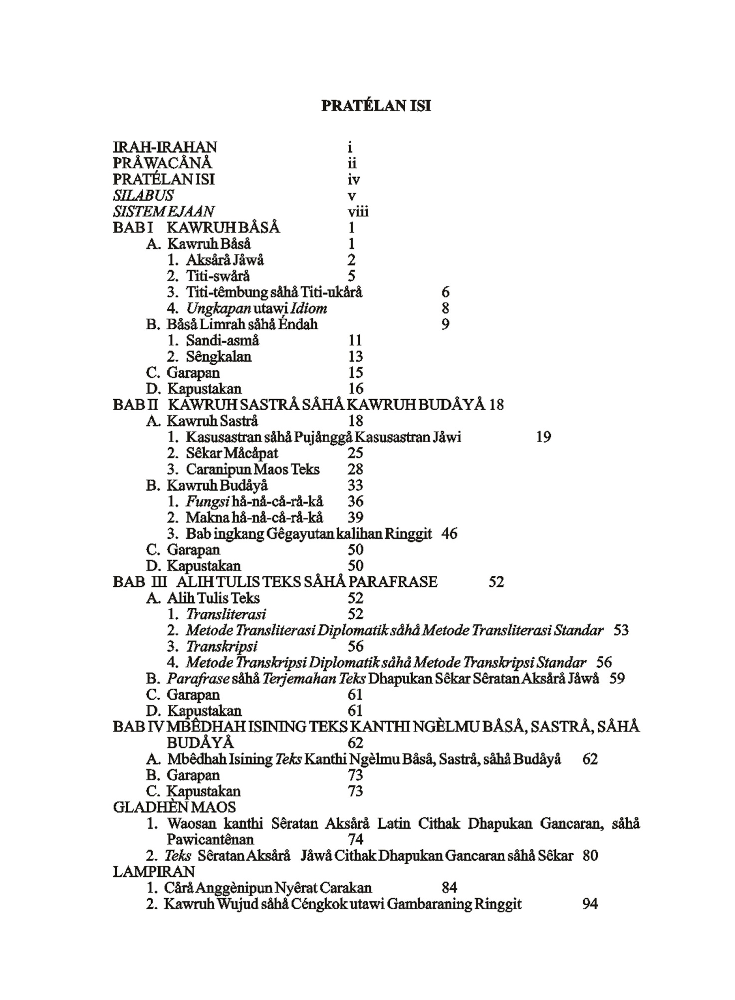 PRATÉLAN ISI
IRAH-IRAHAN i
PRÅWACÅNÅ ii
PRATÉLAN ISI iv
SILABUS v
SISTEM EJAAN viii
BAB I KAWRUH BÅSÅ 1
A. Kawruh Båså 1
1. Aksårå Jåwå 2
2. Titi-swårå 5
3. Titi-têmbung såhå Titi-ukårå 6
4. Ungkapan utawi Idiom 8
B. Båså Limrah såhå Éndah 9
1. Sandi-asmå 11
2. Sêngkalan 13
C. Garapan 15
D. Kapustakan 16
BAB II KAWRUH SASTRÅ SÅHÅ KAWRUH BUDÅYÅ 18
A. Kawruh Sastrå 18
1. Kasusastran såhå Pujånggå Kasusastran Jåwi 19
2. Sêkar Måcåpat 25
3. Caranipun Maos Teks 28
B. Kawruh Budåyå 33
1. Fungsi hå-nå-cå-rå-kå 36
2. Makna hå-nå-cå-rå-kå 39
3. Bab ingkang Gêgayutan kalihan Ringgit 46
C. Garapan 50
D. Kapustakan 50
BAB III ALIH TULIS TEKS SÅHÅ PARAFRASE 52
A. Alih Tulis Teks 52
1. Transliterasi 52
2. Metode Transliterasi Diplomatik såhå Metode Transliterasi Standar 53
3. Transkripsi 56
4. Metode Transkripsi Diplomatik såhå Metode Transkripsi Standar 56
B. Parafrase såhå Terjemahan Teks Dhapukan Sêkar Sêratan Aksårå Jåwå 59
C. Garapan 61
D. Kapustakan 61
BAB IV MBÊDHAH ISINING TEKS KANTHI NGÈLMU BÅSÅ, SASTRÅ, SÅHÅ
BUDÅYÅ 62
A. Mbêdhah Isining Teks Kanthi Ngèlmu Båså, Sastrå, såhå Budåyå 62
B. Garapan 73
C. Kapustakan 73
GLADHÈN MAOS
1. Waosan kanthi Sêratan Aksårå Latin Cithak Dhapukan Gancaran, såhå
Pawicantênan 74
2. Teks Sêratan Aksårå Jåwå Cithak Dhapukan Gancaran såhå Sêkar 80
LAMPIRAN
1. Cårå Anggènipun Nyêrat Carakan 84
2. Kawruh Wujud såhå Céngkok utawi Gambaraning Ringgit 94